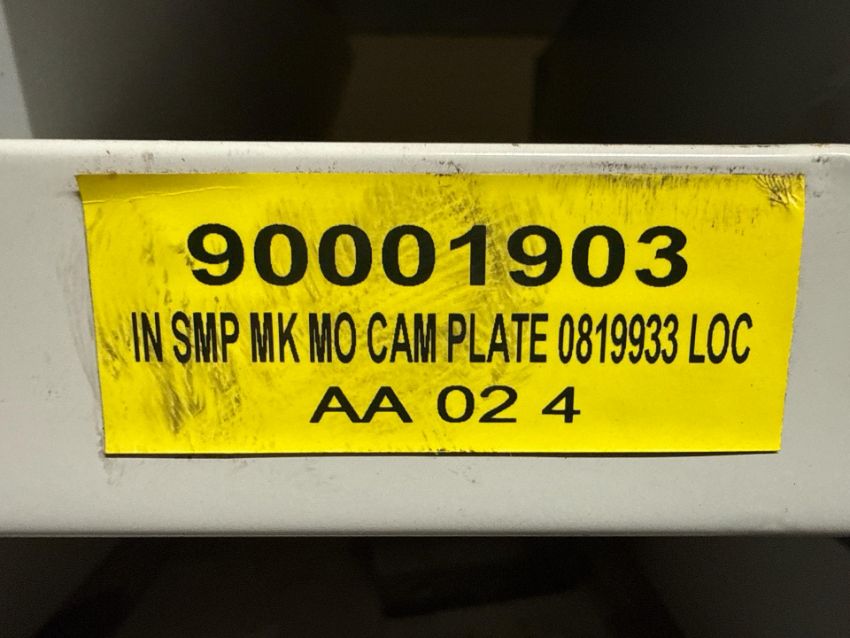 90001903
IN SMP MK MO CAM PLATE 0819933 LOC
AA 02 4